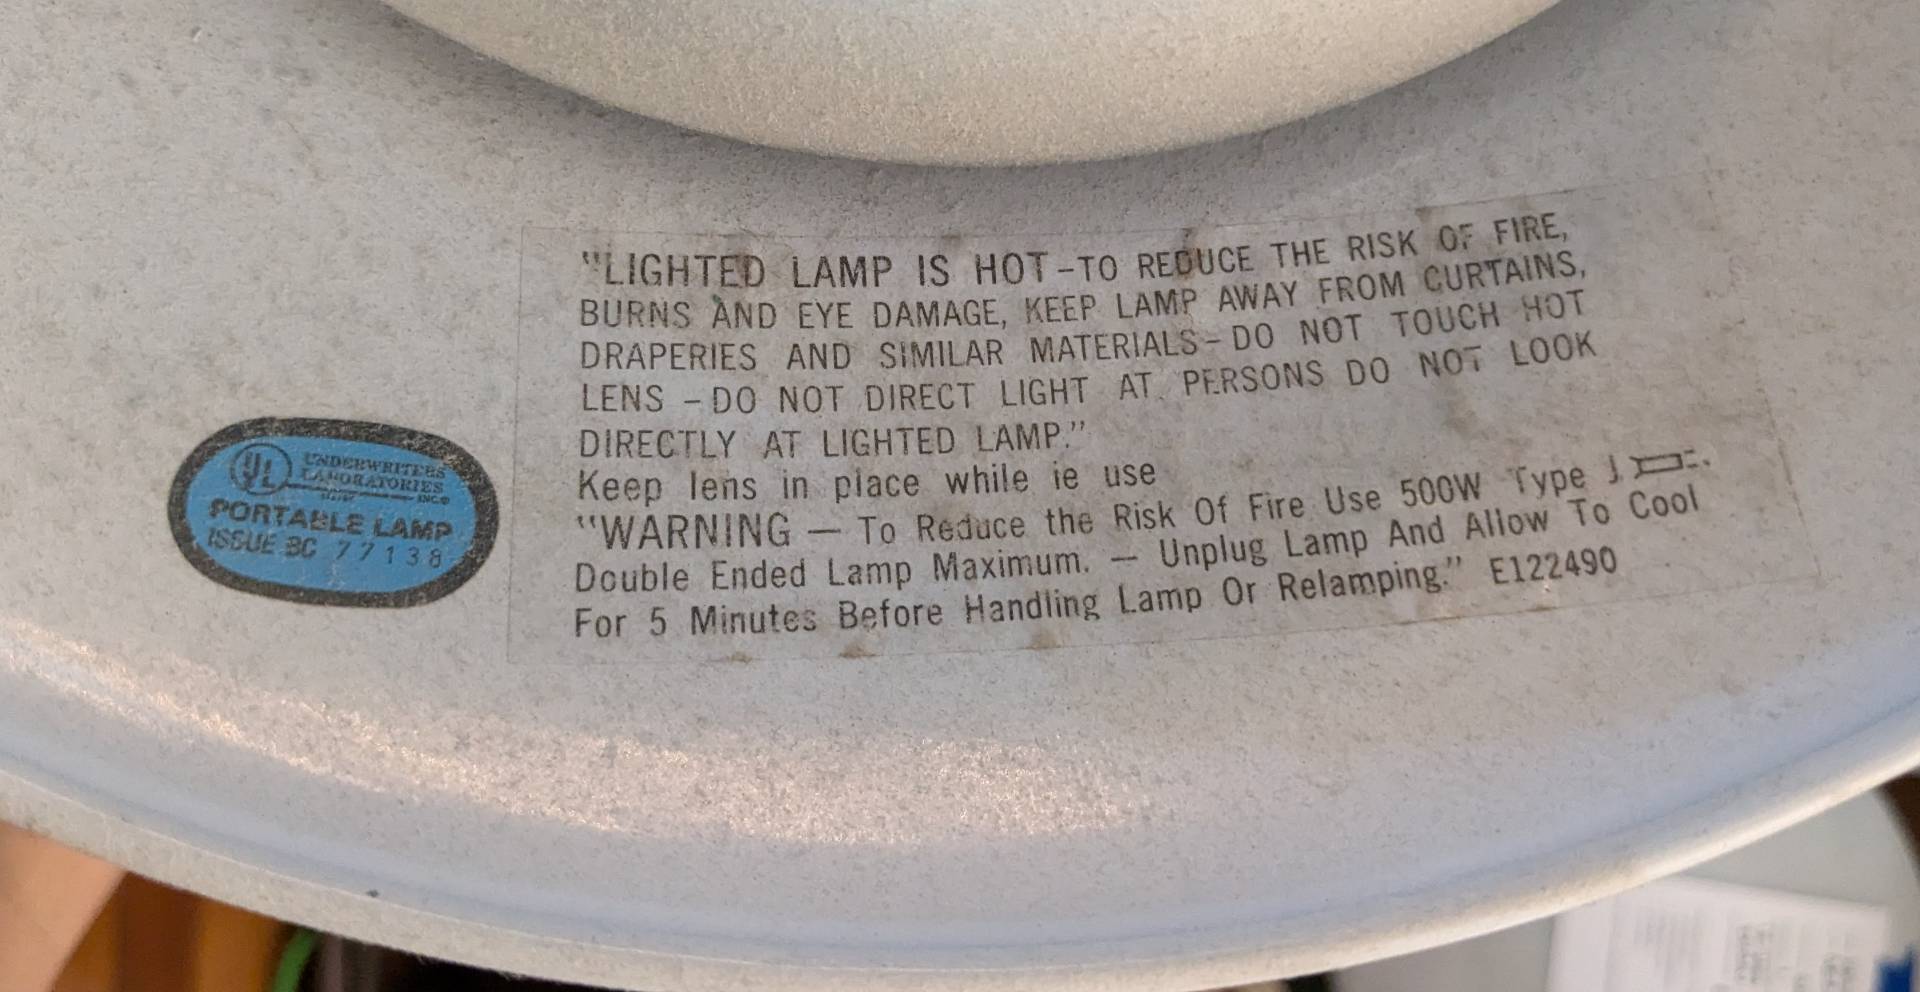 "LIGHTED LAMP IS HOT-TO REDUCE THE RISK OF FIRE,
BURNS AND EYE DAMAGE, KEEP LAMP AWAY FROM CURTAINS,
DRAPERIES AND SIMILAR MATERIALS-DO NOT TOUCH HOT
LENS -DO NOT DIRECT LIGHT AT PERSONS DO NOT LOOK
DIRECTLY AT LIGHTED LAMP."
Keep lens in place while ie use
"WARNING — To Reduce the Risk Of Fire Use 500W Type J
Double Ended Lamp Maximum. — Unplug Lamp And Allow To Cool
For 5 Minutes Before Handling Lamp Or Relamping." E122490
UL
UNDERWRITERS
LABORATORIES
INC®
PORTABLE LAMP
ISSUE BC 77138